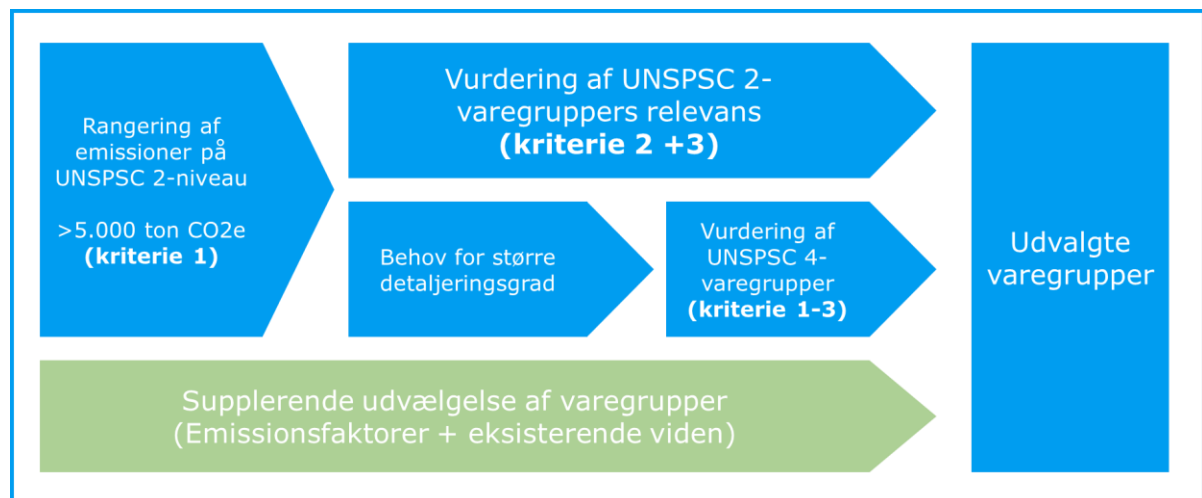 Rangering af
emissioner på
UNSPSC 2-niveau
>5.000 ton CO2e
(kriterie 1)
Vurdering af UNSPSC 2-
varegruppers relevans
(kriterie 2 +3)
Behov for større
detaljeringsgrad
Vurdering af
UNSPSC 4-
varegrupper
(kriterie 1-3)
Supplerende udvælgelse af varegrupper
(Emissionsfaktorer + eksisterende viden)
Udvalgte
varegrupper